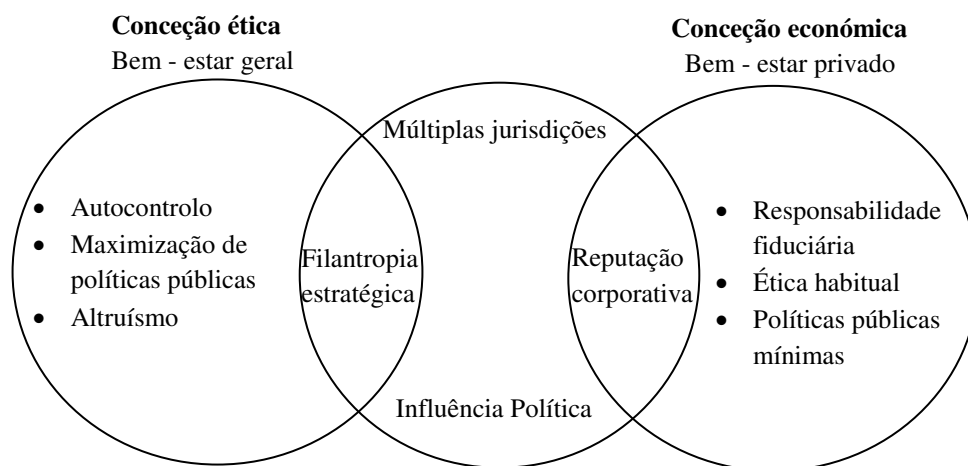 Conceção ética
Bem - estar geral
Conceção económica
Bem - estar privado
Múltiplas jurisdições
• Autocontrolo
• Maximização de
políticas públicas
• Altruísmo
Filantropia
estratégica
Reputação
corporativa
• Responsabilidade
fiduciária
• Ética habitual
• Políticas públicas
mínimas
Influência Política